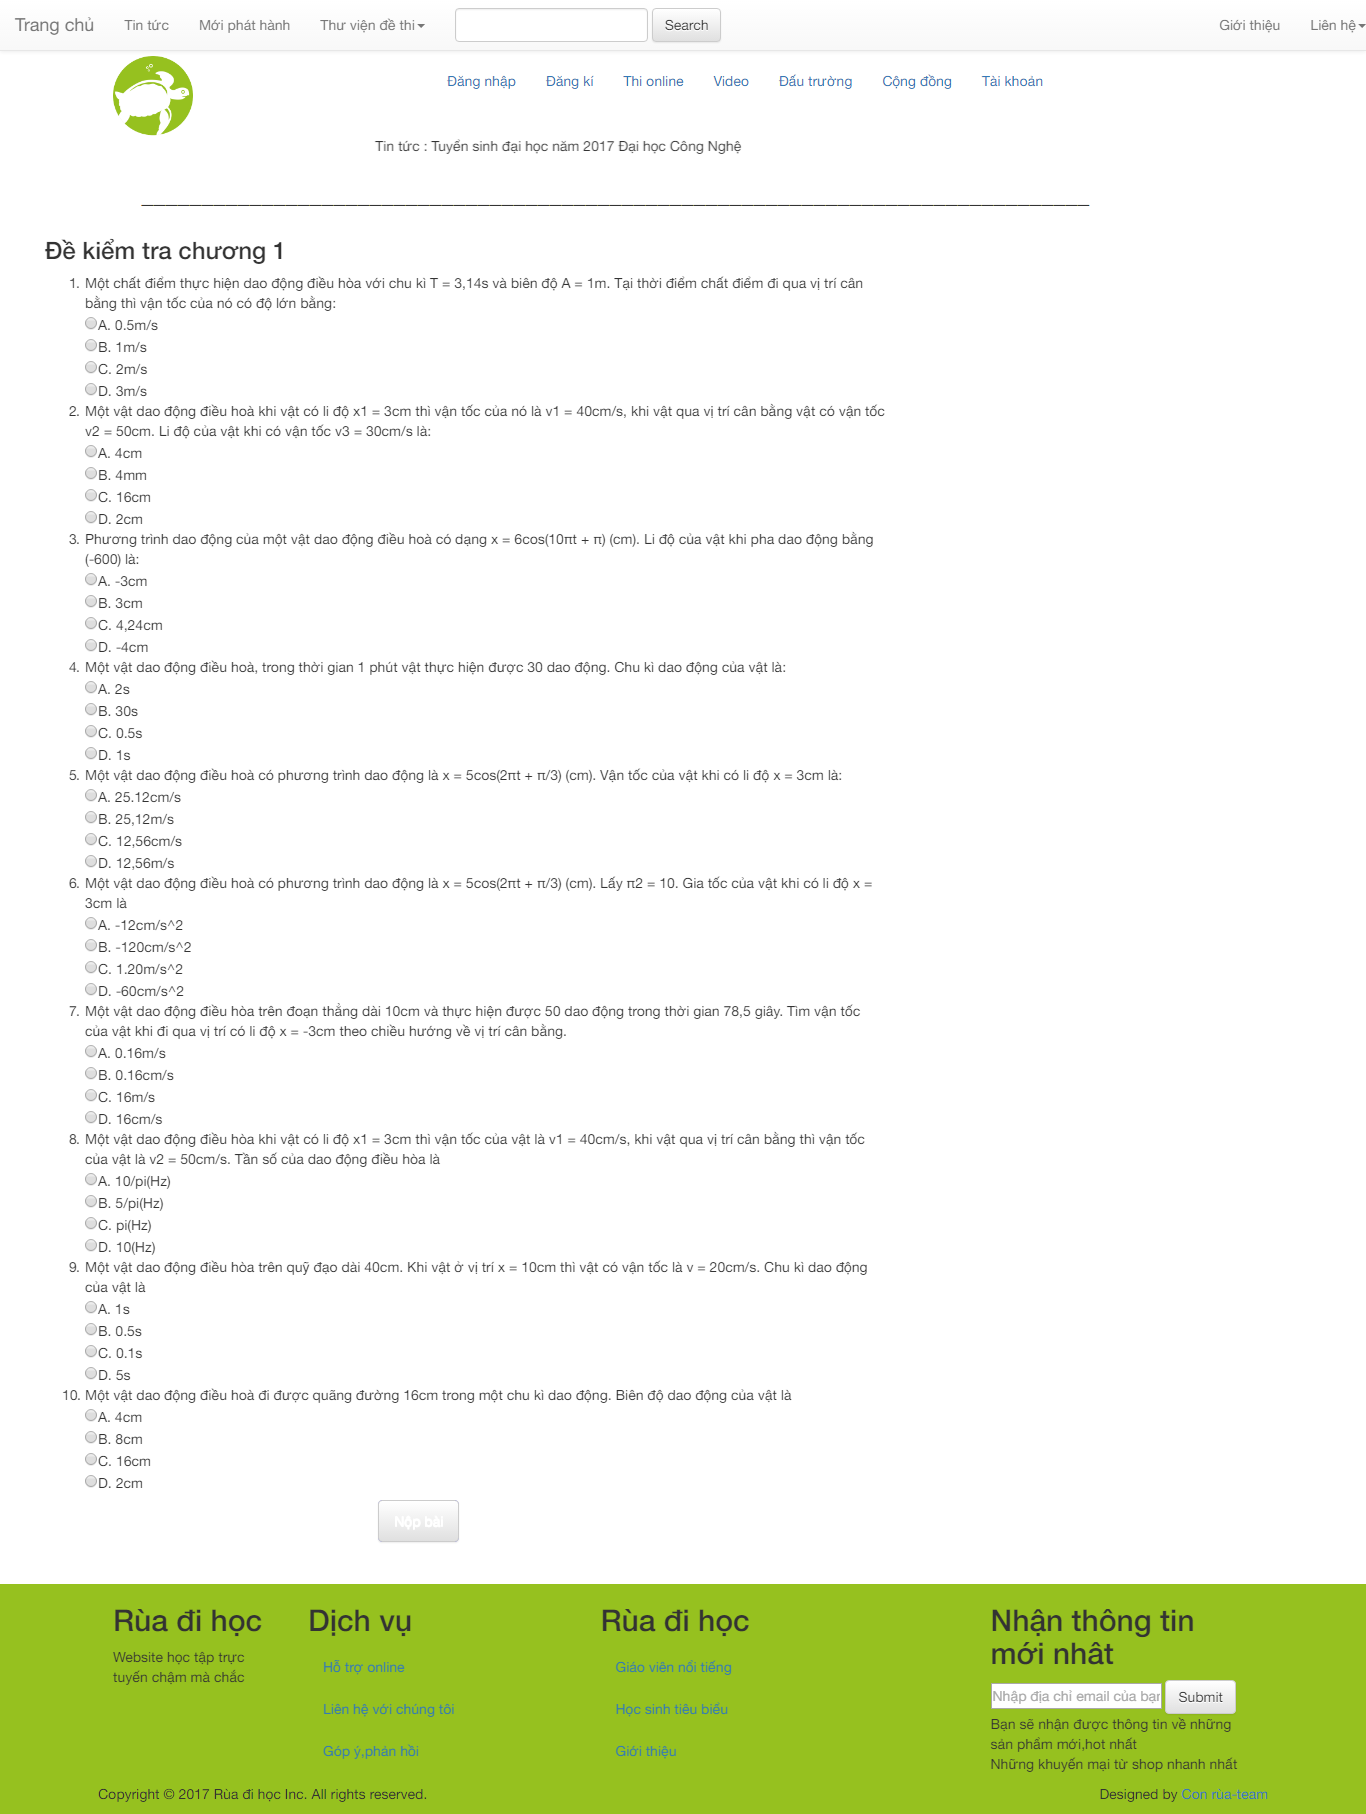 Trang chủ Tin tức Mới phát hành Thư viện đề thi Search Giới thiệu Liên hệ
Đăng nhập Đăng kí Thi online Video Đấu trường Cộng đồng Tài khoản
Tin tức : Tuyển sinh đại học năm 2017 Đại học Công Nghệ
Đề kiểm tra chương 1
1. Một chất điểm thực hiện dao động điều hòa với chu kì T = 3,14s và biên độ A = 1m. Tại thời điểm chất điểm đi qua vị trí cân
bằng thì vận tốc của nó có độ lớn bằng:
A. 0.5m/s
B. 1m/s
C. 2m/s
D. 3m/s
2. Một vật dao động điều hoà khi vật có li độ x1 = 3cm thì vận tốc của nó là v1 = 40cm/s, khi vật qua vị trí cân bằng vật có vận tốc
v2 = 50cm. Li độ của vật khi có vận tốc v3 = 30cm/s là:
A. 4cm
B. 4mm
C. 16cm
D. 2cm
3. Phương trình dao động của một vật dao động điều hoà có dạng x = 6cos(10πt + π) (cm). Li độ của vật khi pha dao động bằng
(-600) là:
A. -3cm
B. 3cm
C. 4,24cm
D. -4cm
4. Một vật dao động điều hoà, trong thời gian 1 phút vật thực hiện được 30 dao động. Chu kì dao động của vật là:
A. 2s
B. 30s
C. 0.5s
D. 1s
5. Một vật dao động điều hoà có phương trình dao động là x = 5cos(2πt + π/3) (cm). Vận tốc của vật khi có li độ x = 3cm là:
A. 25.12cm/s
B. 25,12m/s
C. 12,56cm/s
D. 12,56m/s
6. Một vật dao động điều hoà có phương trình dao động là x = 5cos(2πt + π/3) (cm). Lấy π2 = 10. Gia tốc của vật khi có li độ x =
3cm là
A. -12cm/s^2
B. -120cm/s^2
C. 1.20m/s^2
D. -60cm/s^2
7. Một vật dao động điều hòa trên đoạn thẳng dài 10cm và thực hiện được 50 dao động trong thời gian 78,5 giây. Tìm vận tốc
của vật khi đi qua vị trí có li độ x = -3cm theo chiều hướng về vị trí cân bằng.
A. 0.16m/s
B. 0.16cm/s
C. 16m/s
D. 16cm/s
8. Một vật dao động điều hòa khi vật có li độ x1 = 3cm thì vận tốc của vật là v1 = 40cm/s, khi vật qua vị trí cân bằng thì vận tốc
của vật là v2 = 50cm/s. Tần số của dao động điều hòa là
A. 10/pi(Hz)
B. 5/pi(Hz)
C. pi(Hz)
D. 10(Hz)
9. Một vật dao động điều hòa trên quỹ đạo dài 40cm. Khi vật ở vị trí x = 10cm thì vật có vận tốc là v = 20cm/s. Chu kì dao động
của vật là
A. 1s
B. 0.5s
C. 0.1s
D. 5s
10. Một vật dao động điều hoà đi được quãng đường 16cm trong một chu kì dao động. Biên độ dao động của vật là
A. 4cm
B. 8cm
C. 16cm
D. 2cm
Nộp bài
Rùa đi học
Website học tập trực
tuyến chậm mà chắc
Dịch vụ
Hỗ trợ online
Liên hệ với chúng tôi
Góp ý,phản hồi
Rùa đi học
Giáo viên nổi tiếng
Học sinh tiêu biểu
Giới thiệu
Nhận thông tin
mới nhât
Nhập địa chỉ email của bạn Submit
Bạn sẽ nhận được thông tin về những
sản phẩm mới,hot nhất
Những khuyến mại từ shop nhanh nhất
Copyright © 2017 Rùa đi học Inc. All rights reserved.
Designed by Con rùa-team